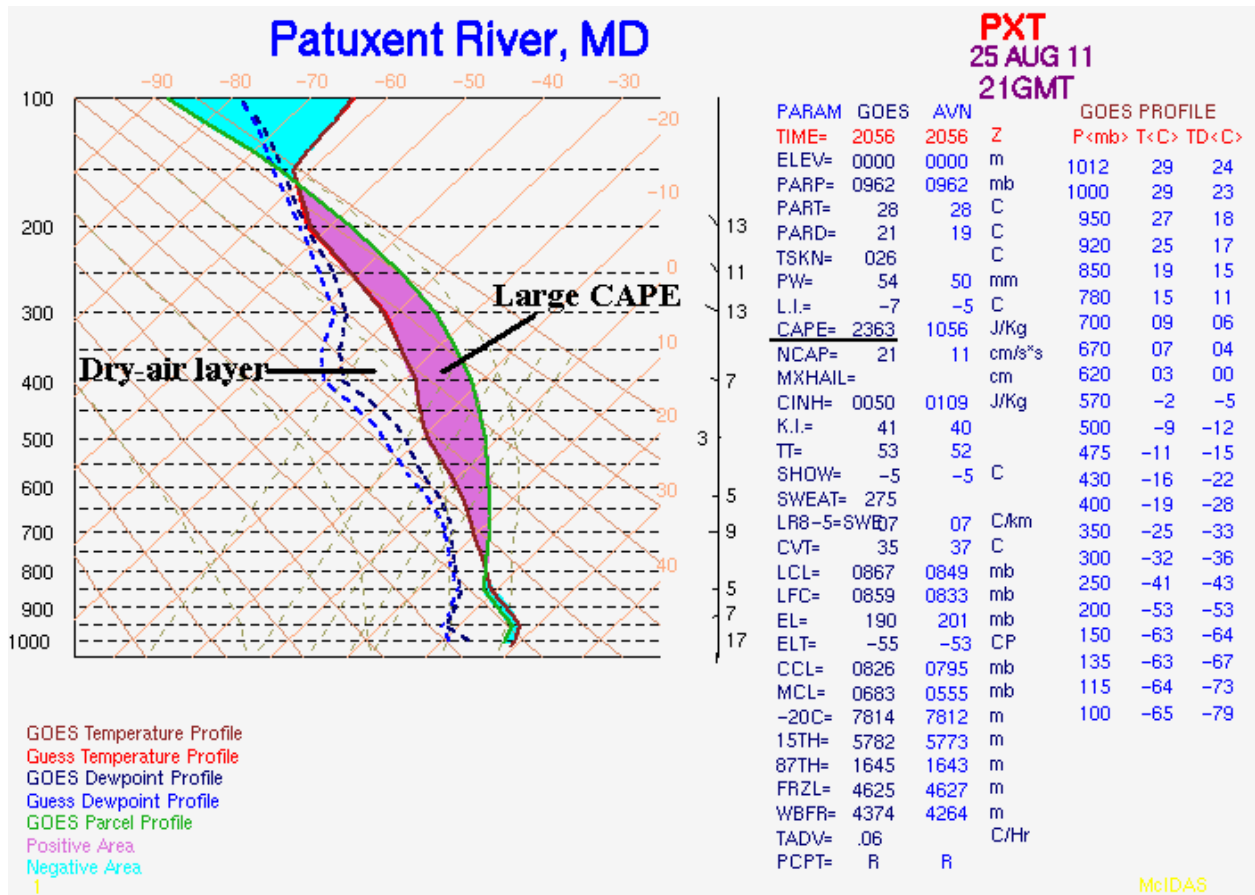 Patuxent River, MD
PXT
25 AUG 11
21GMT
-90 -80 -70 -60 -50 -40 -30
-20
-10
0
10
20
30
40
100
200
300
400
500
600
700
800
900
1000
Large CAPE
Dry-air layer
13
11
13
7
3
5
9
5
7
17
PARAM GOES AVN
TIME= 2056 2056 Z
ELEV= 0000 0000 m
PARP= 0962 0962 mb
PART= 28 28 C
PARD= 21 19 C
TSKN= 026 C
PW= 54 50 mm
L.I.= -7 -5 C
CAPE= 2363 1056 J/Kg
NCAP= 21 11 cm/s*s
MXHAIL= cm
CINH= 0050 0109 J/Kg
K.I.= 41 40
TT= 53 52
SHOW= -5 -5 C
SWEAT= 275
LR8-5=SWE 07 07 C/km
CVT= 35 37 C
LCL= 0867 0849 mb
LFC= 0859 0833 mb
EL= 190 201 mb
ELT= -55 -53 CP
CCL= 0826 0795 mb
MCL= 0683 0555 mb
-20C= 7814 7812 m
15TH= 5782 5773 m
87TH= 1645 1643 m
FRZL= 4625 4627 m
WBFR= 4374 4264 m
TADV= .06 C/Hr
PCPT= R R
GOES PROFILE
P<mb> T<C> TD<C>
1012 29 24
1000 29 23
950 27 18
920 25 17
850 19 15
780 15 11
700 09 06
670 07 04
620 03 00
570 -2 -5
500 -9 -12
475 -11 -15
430 -16 -22
400 -19 -28
350 -25 -33
300 -32 -36
250 -41 -43
200 -53 -53
150 -63 -64
135 -63 -67
115 -64 -73
100 -65 -79
GOES Temperature Profile
Guess Temperature Profile
GOES Dewpoint Profile
Guess Dewpoint Profile
GOES Parcel Profile
Positive Area
Negative Area
1
McIDAS